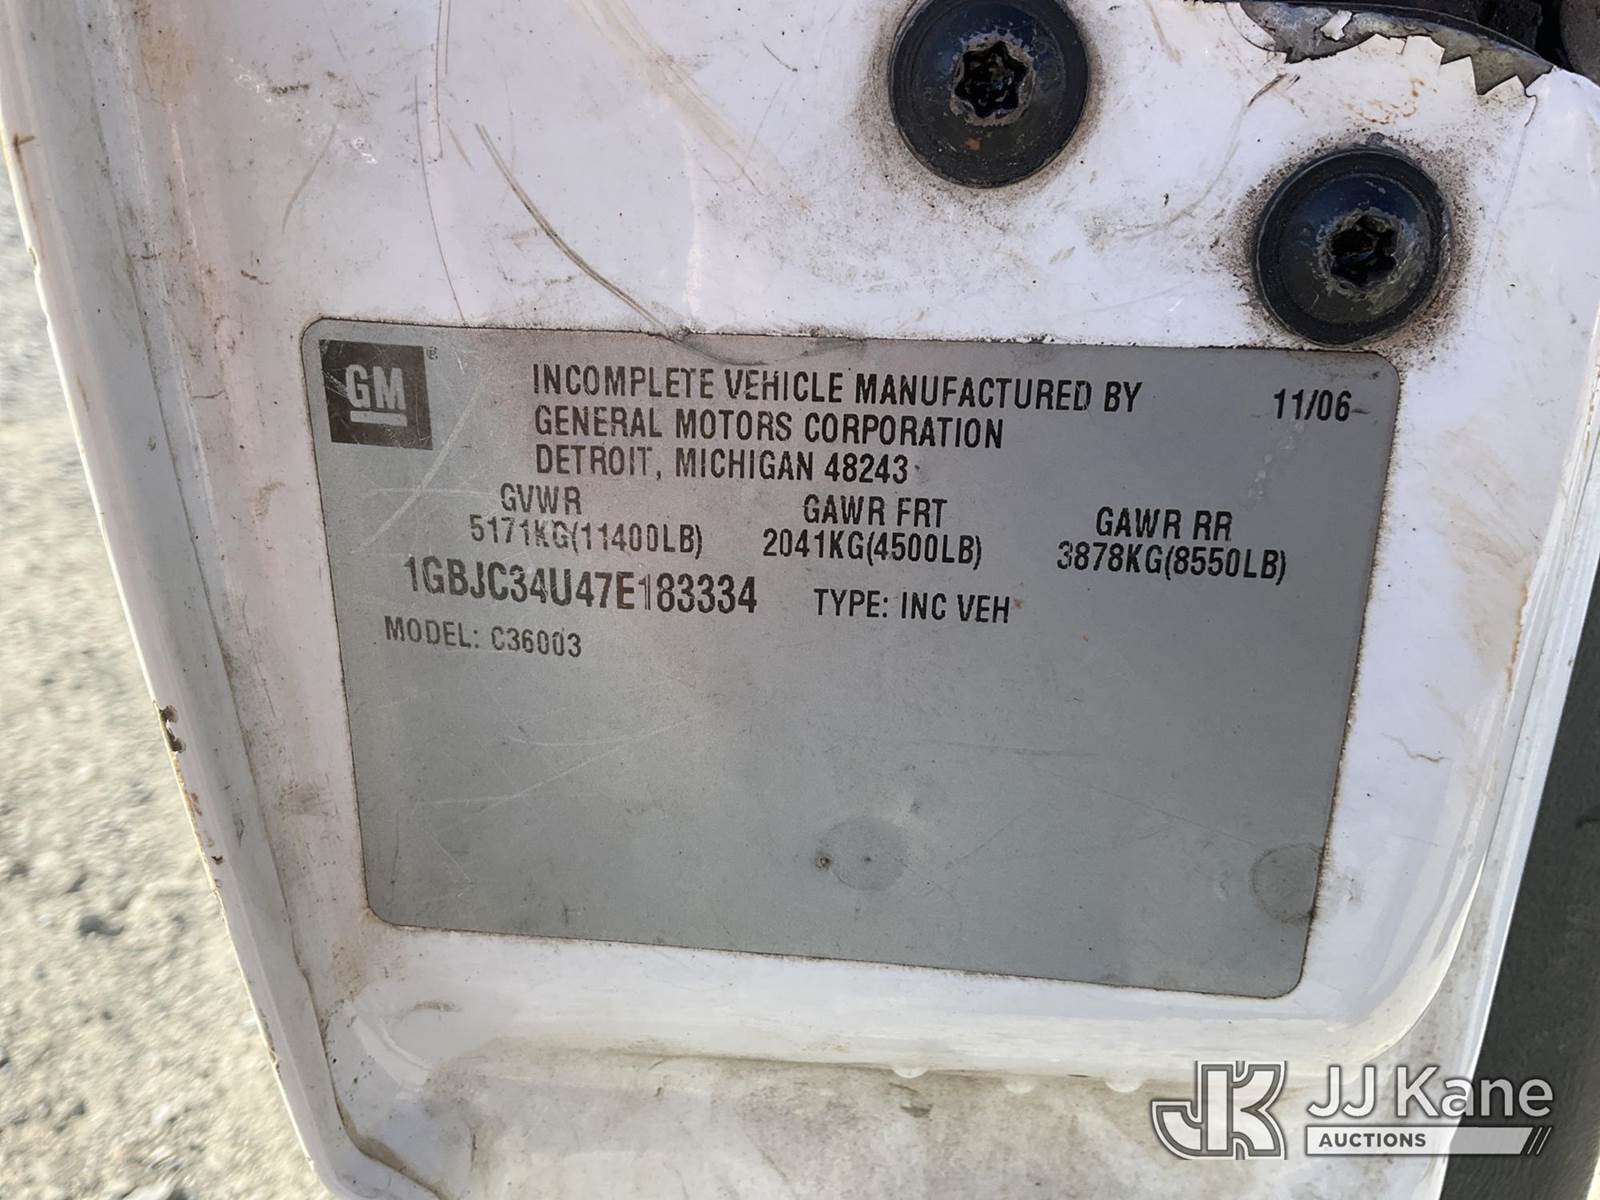 GM
INCOMPLETE VEHICLE MANUFACTURED BY 11/06
GENERAL MOTORS CORPORATION
DETROIT, MICHIGAN 48243
GVWR GAWR FRT GAWR RR
5171KG(11400LB) 2041KG(4500LB) 3878KG(8550LB)
1GBJC34U47E183334 TYPE: INC VEH
MODEL: C36003
JK JJ Kane
AUCTIONS